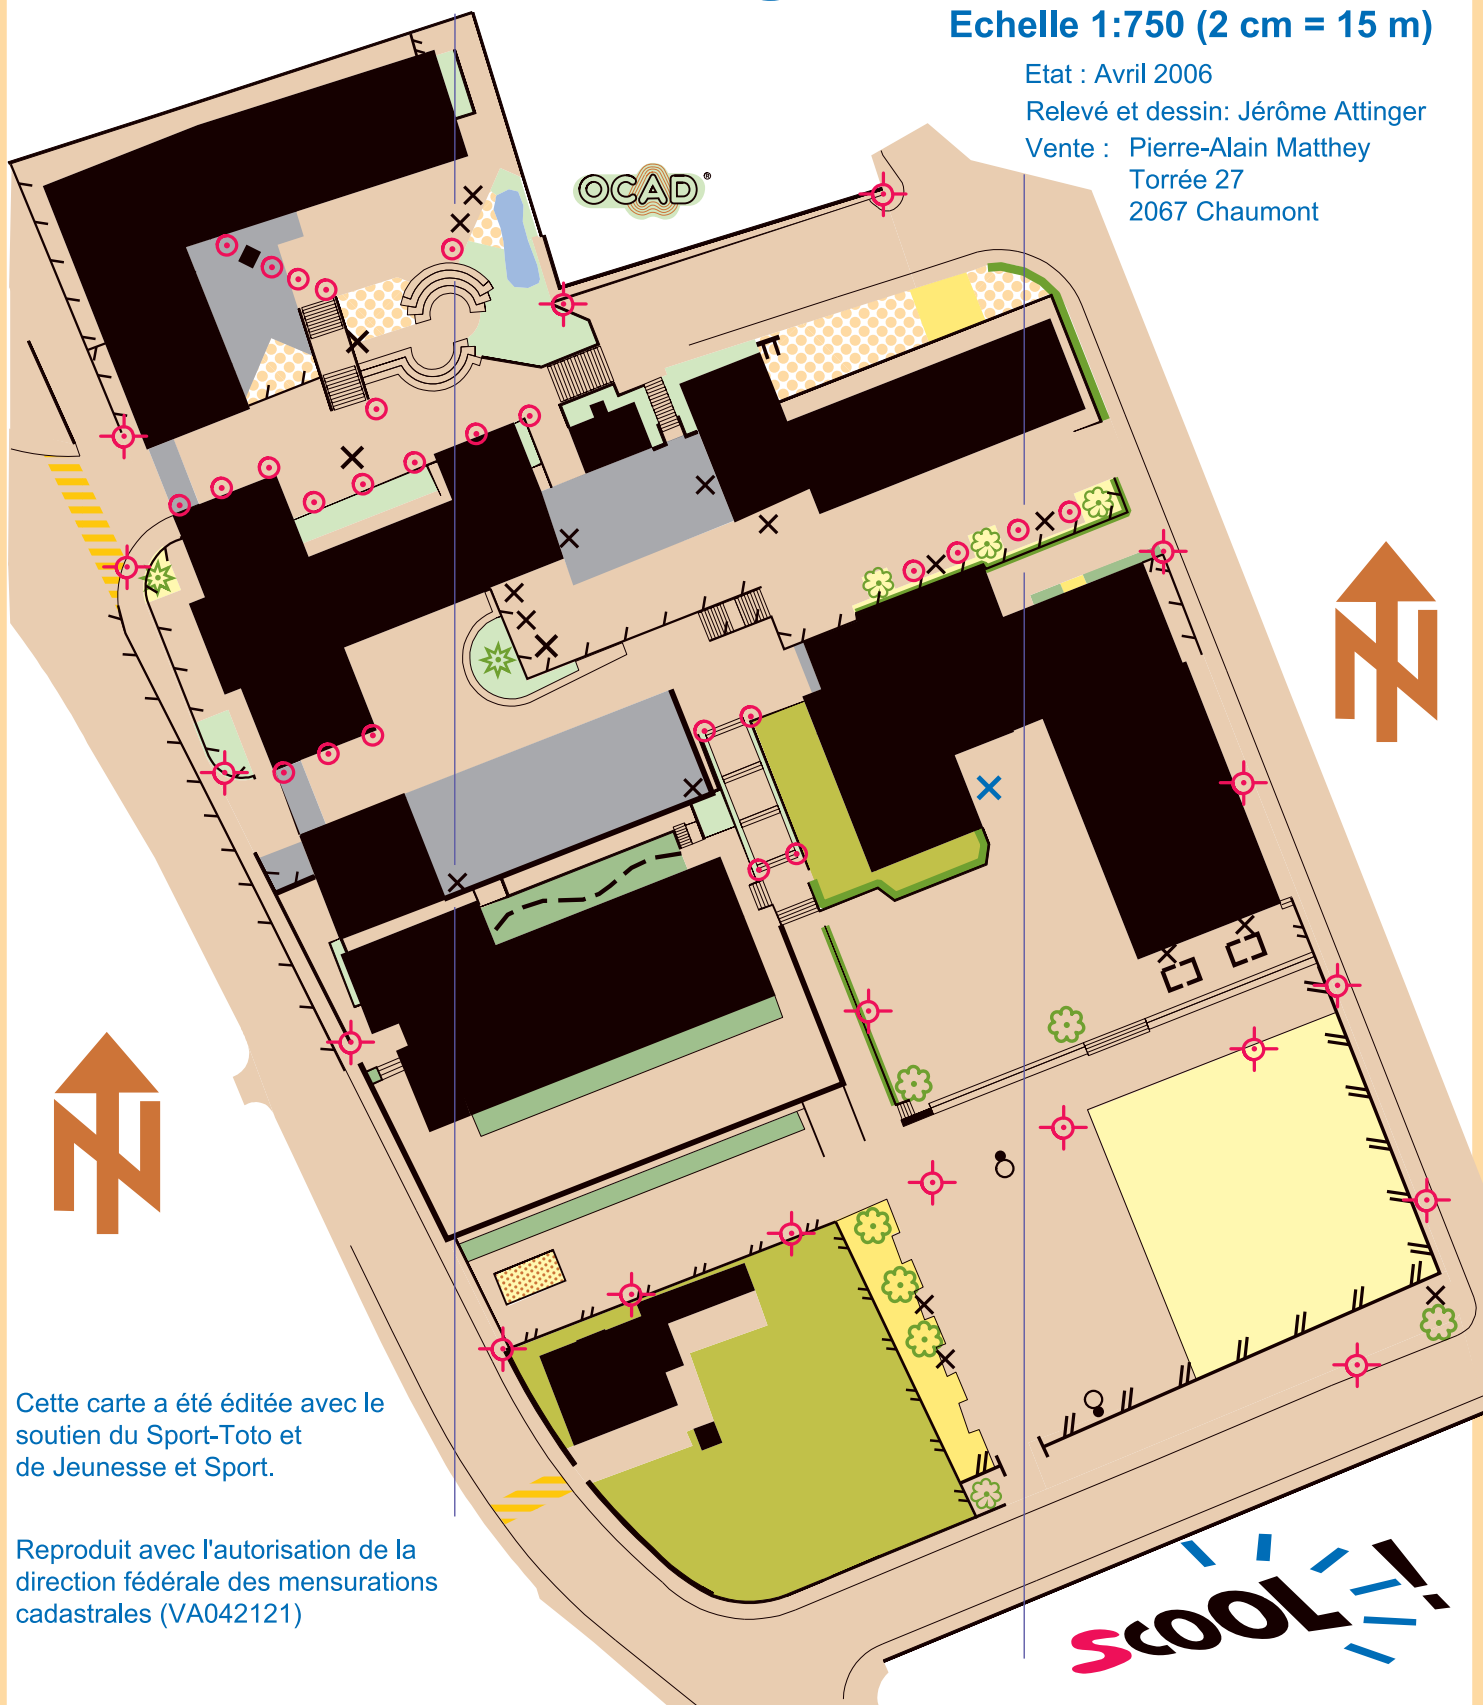 Echelle 1:750 (2 cm = 15 m)
Etat : Avril 2006
Relevé et dessin: Jérôme Attinger
Vente : Pierre-Alain Matthey
Torrée 27
2067 Chaumont
OCAD®
N
N
Cette carte a été éditée avec le
soutien du Sport-Toto et
de Jeunesse et Sport.
Reproduit avec l'autorisation de la
direction fédérale des mensurations
cadastrales (VA042121)
sCOOL!